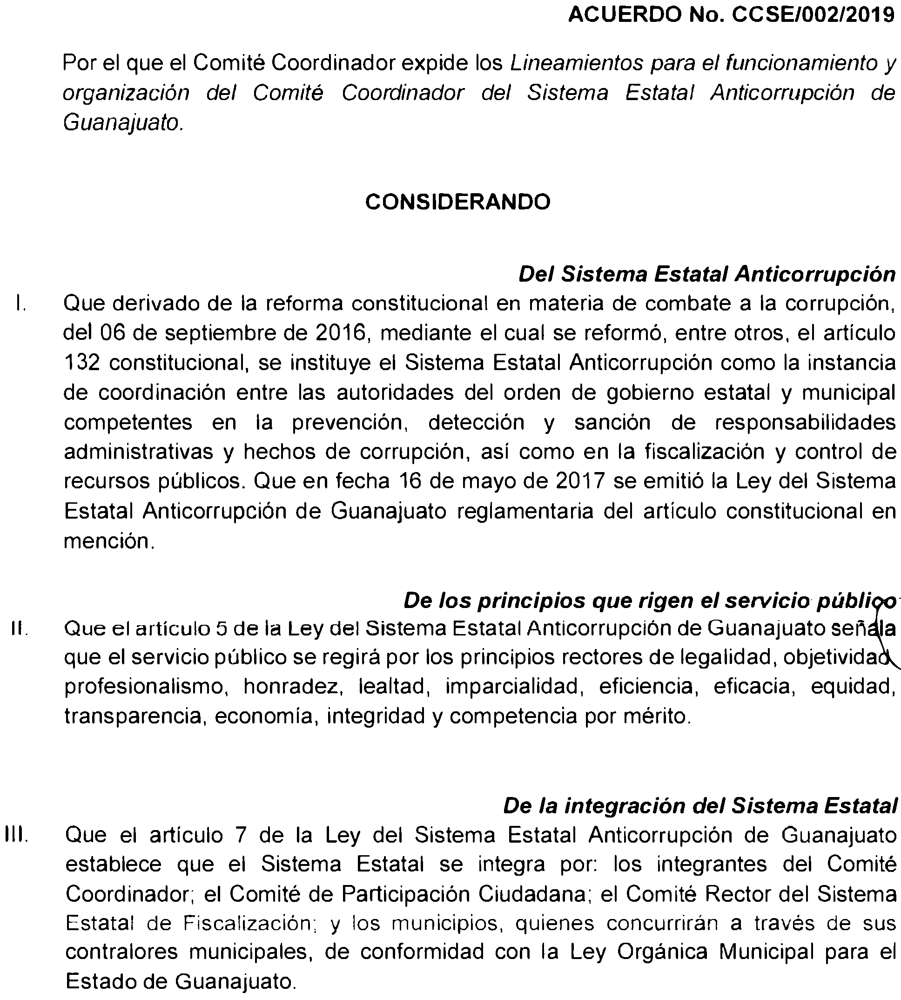 ACUERDO No. CCSE/002/2019
Por el que el Comité Coordinador expide los Lineamientos para el funcionamiento y
organización del Comité Coordinador del Sistema Estatal Anticorrupción de
Guanajuato.
CONSIDERANDO
Del Sistema Estatal Anticorrupción
I. Que derivado de la reforma constitucional en materia de combate a la corrupción,
del 06 de septiembre de 2016, mediante el cual se reformó, entre otros, el artículo
132 constitucional, se instituye el Sistema Estatal Anticorrupción como la instancia
de coordinación entre las autoridades del orden de gobierno estatal y municipal
competentes en la prevención, detección y sanción de responsabilidades
administrativas y hechos de corrupción, así como en la fiscalización y control de
recursos públicos. Que en fecha 16 de mayo de 2017 se emitió la Ley del Sistema
Estatal Anticorrupción de Guanajuato reglamentaria del artículo constitucional en
mención.
De los principios que rigen el servicio público
II. Que el artículo 5 de la Ley del Sistema Estatal Anticorrupción de Guanajuato señala
que el servicio público se regirá por los principios rectores de legalidad, objetividad
profesionalismo, honradez, lealtad, imparcialidad, eficiencia, eficacia, equidad,
transparencia, economía, integridad y competencia por mérito.
De la integración del Sistema Estatal
III. Que el artículo 7 de la Ley del Sistema Estatal Anticorrupción de Guanajuato
establece que el Sistema Estatal se integra por: los integrantes del Comité
Coordinador; el Comité de Participación Ciudadana; el Comité Rector del Sistema
Estatal de Fiscalización; y los municipios, quienes concurrirán a través de sus
contralores municipales, de conformidad con la Ley Orgánica Municipal para el
Estado de Guanajuato.